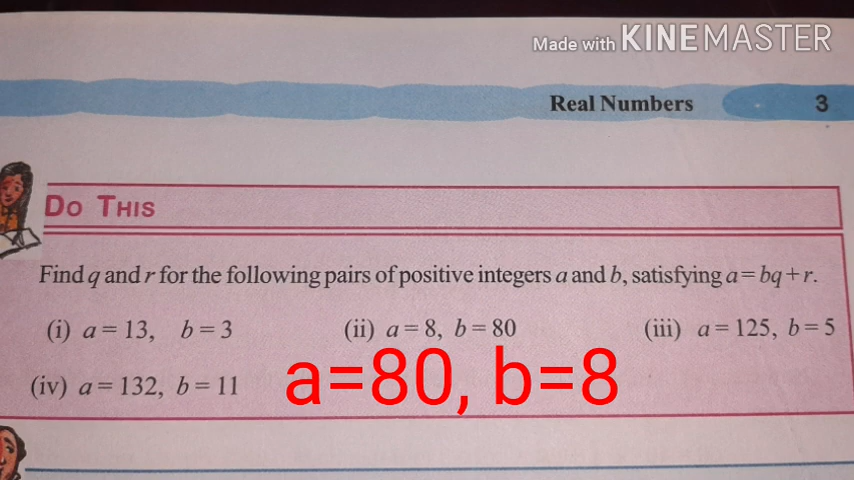 Made with KINEMASTER
Real Numbers 3
DO THIS
Find q and r for the following pairs of positive integers a and b, satisfying a = bq + r.
(i) a = 13, b = 3 (ii) a = 8, b = 80 (iii) a = 125, b = 5
(iv) a = 132, b = 11 a=80, b=8